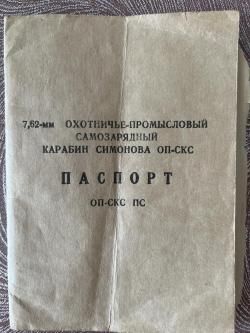 7,62-мм ОХОТНИЧЬЕ-ПРОМЫСЛОВЫЙ
САМОЗАРЯДНЫЙ
КАРАБИН СИМОНОВА ОП-СКС
ПАСПОРТ
ОП-СКС ПС